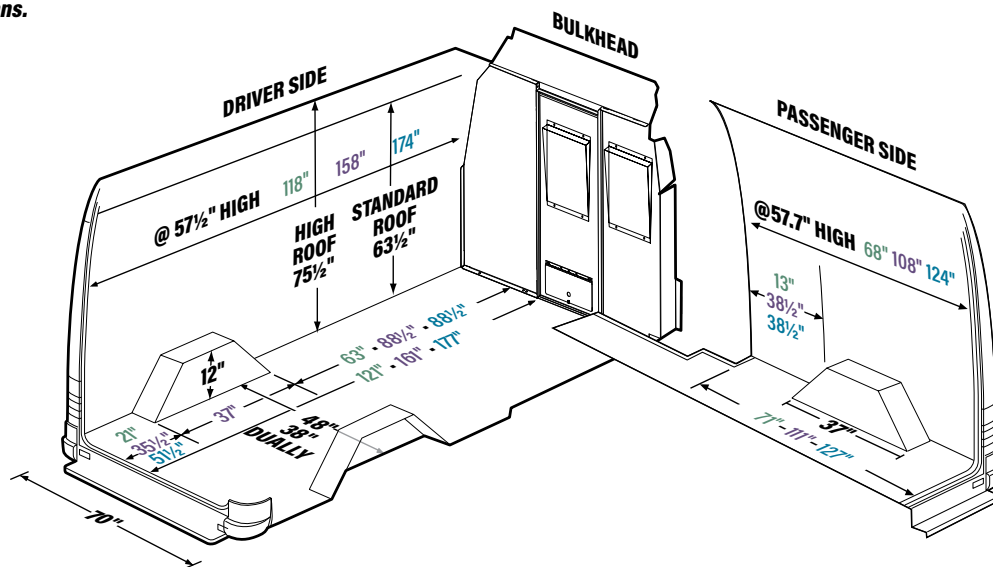 ns.
BULKHEAD
DRIVER SIDE
PASSENGER SIDE
@ 57½" HIGH 118" 158" 174"
HIGH
ROOF
75½"
STANDARD
ROOF
63½"
@57.7" HIGH 68" 108" 124"
13"
38½"
38½"
12"
63" • 88½" • 88½"
121" • 161" • 177"
21"
35½"
51½"
37"
48"
38"
DUALLY
37"
71"-111"-127"
70"